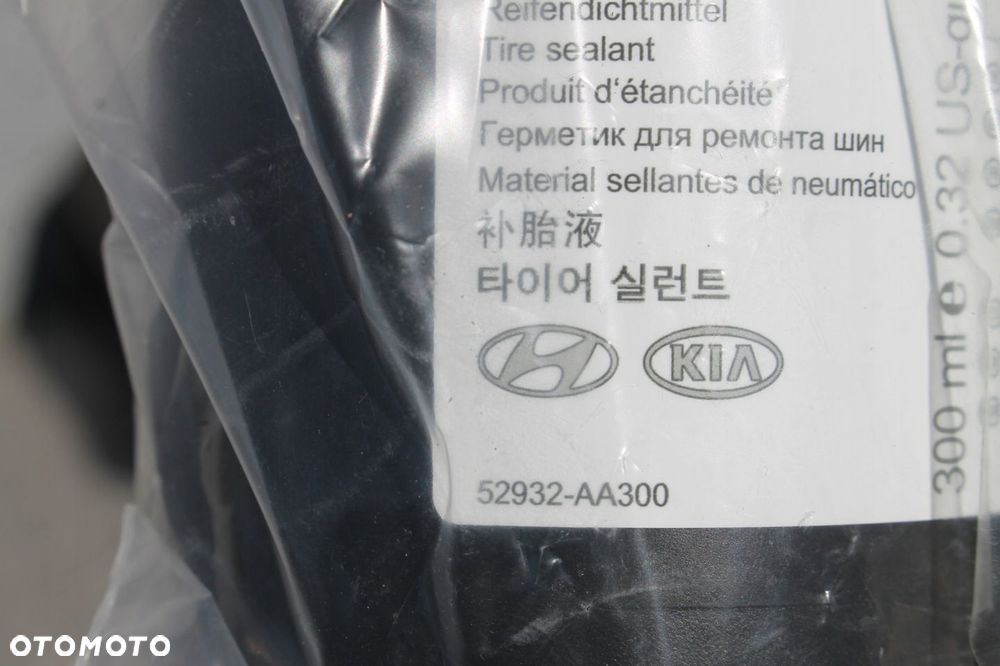 Reifendichtmittel
Tire sealant
Produit d'étanchéité
Герметик для ремонта шин
Material sellantes de neumático
补胎液
타이어 실런트
KIA
52932-AA300
300 ml e 0.32 US-qu
OTOMOTO